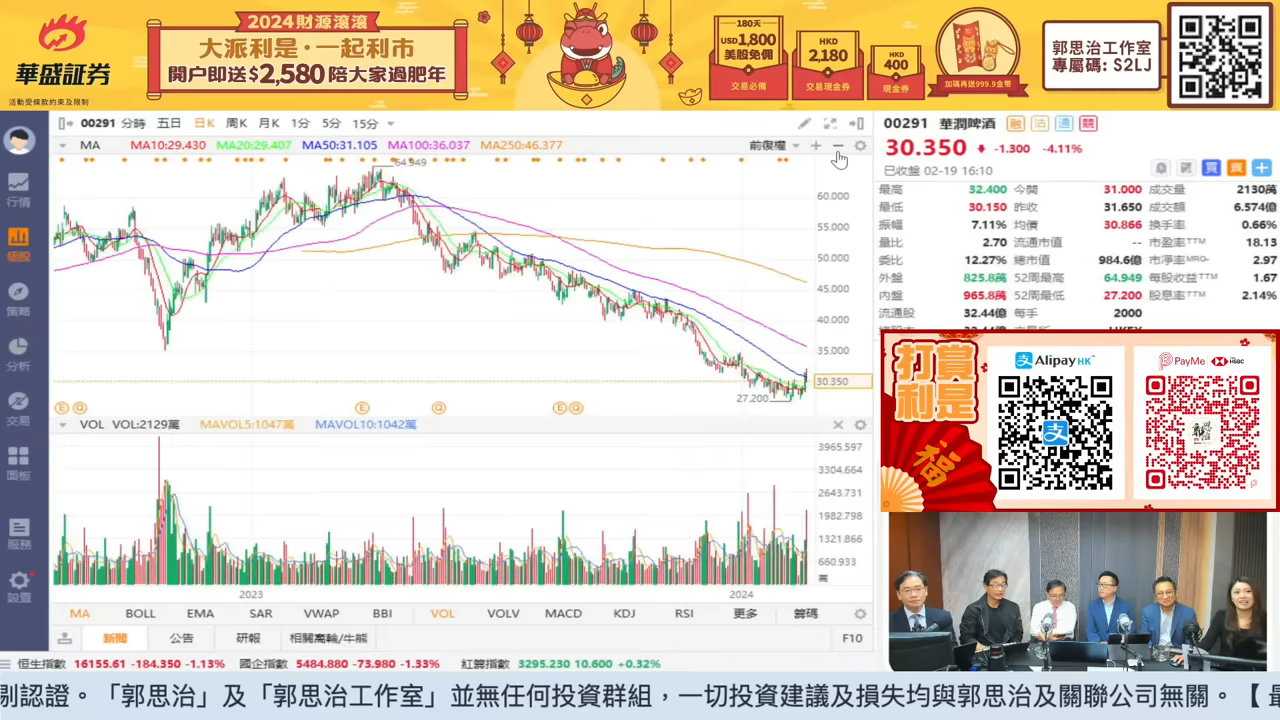 華盛証券
活動受條款約束及限制
2024財源滾滾
大派利是·一起利市
開户即送$2,580陪大家過肥年
180天
USD1,800
美股免佣
交易必備
HKD
2,180
交易現金券
HKD
400
現金券
加碼再送999.9金幣
郭思治工作室
專屬碼: S2LJ
行情
個股
策略
分析
交易
面板
服務
設置
00291 分時 五日 日K 周K 月K 1分 5分 15分
MA MA10:29.430 MA20:29.407 MA50:31.105 MA100:36.037 MA250:46.377 前復權
64.949
60.000
55.000
50.000
45.000
40.000
35.000
30.350
27.200
E Q E Q E Q
VOL VOL:2129萬 MAVOL5:1047萬 MAVOL10:1042萬
3965.597
3304.664
2643.731
1982.798
1321.866
660.933
萬
2023 2024
MA BOLL EMA SAR VWAP BBI VOL VOLV MACD KDJ RSI 更多 籌碼
新聞 公告 研報 相關窩輪/牛熊 F10
00291 華潤啤酒 融 沽
30.350 -1.300 -4.11%
已收盤 02-19 16:10
買 賣
最高 32.400 今開 31.000 成交量 2130萬
最低 30.150 昨收 31.650 成交額 6.574億
振幅 7.11% 均價 30.866 換手率 0.66%
量比 2.70 流通市值 -- 市盈率TTM 18.13
委比 12.27% 總市值 984.6億 市净率MRQ 2.97
外盤 825.8萬 52周最高 64.949 每股收益TTM 1.67
内盤 965.8萬 52周最低 27.200 股息率TTM 2.14%
流通股 32.44億 每手 2000
打賞
利是
福
支 AlipayHK
支
PayMe HSBC
恒生指數 16155.61 -184.350 -1.13% 國企指數 5484.880 -73.980 -1.33% 紅籌指數 3295.230 10.600 +0.32%
認證。「郭思治」及「郭思治工作室」並無任何投資群組，一切投資建議及損失均與郭思治及關聯公司無關。【